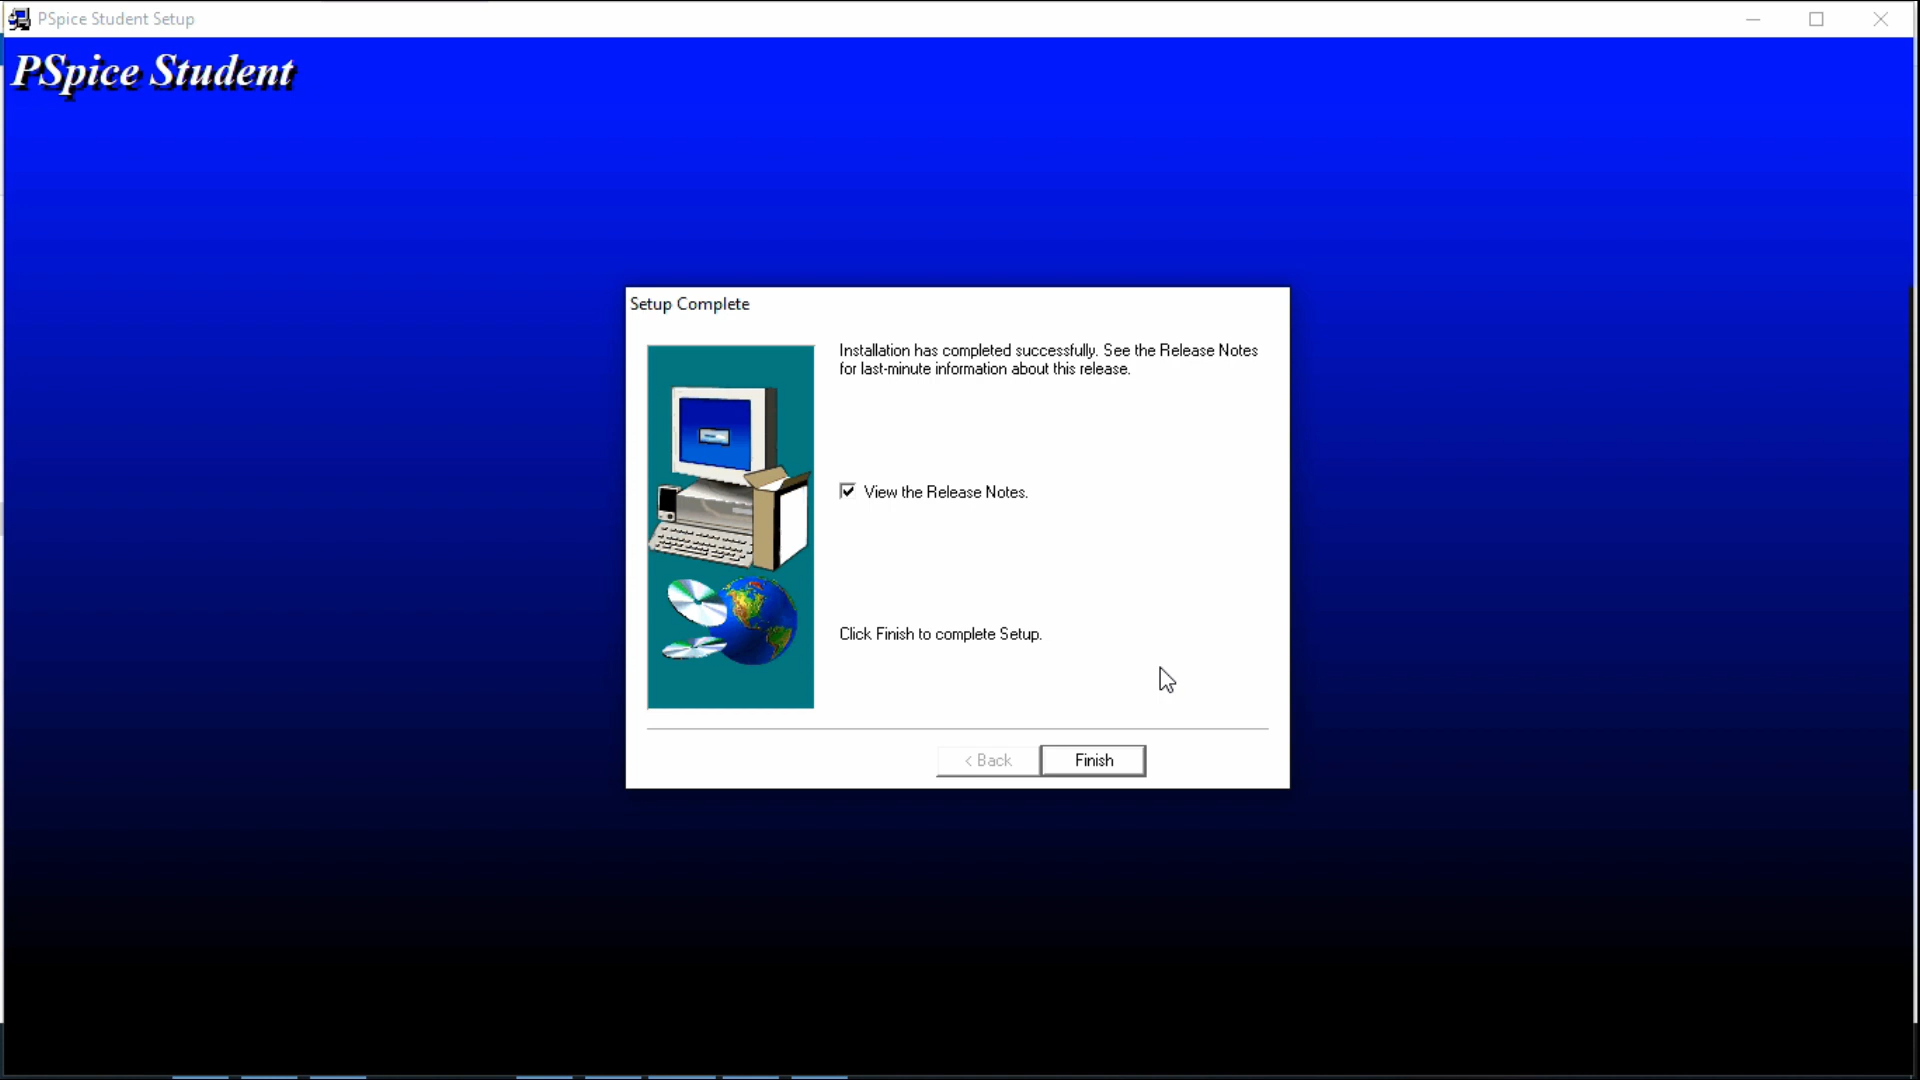 PSpice Student Setup
PSpice Student
Setup Complete
Installation has completed successfully. See the Release Notes
for last-minute information about this release.
View the Release Notes.
Click Finish to complete Setup.
< Back
Finish